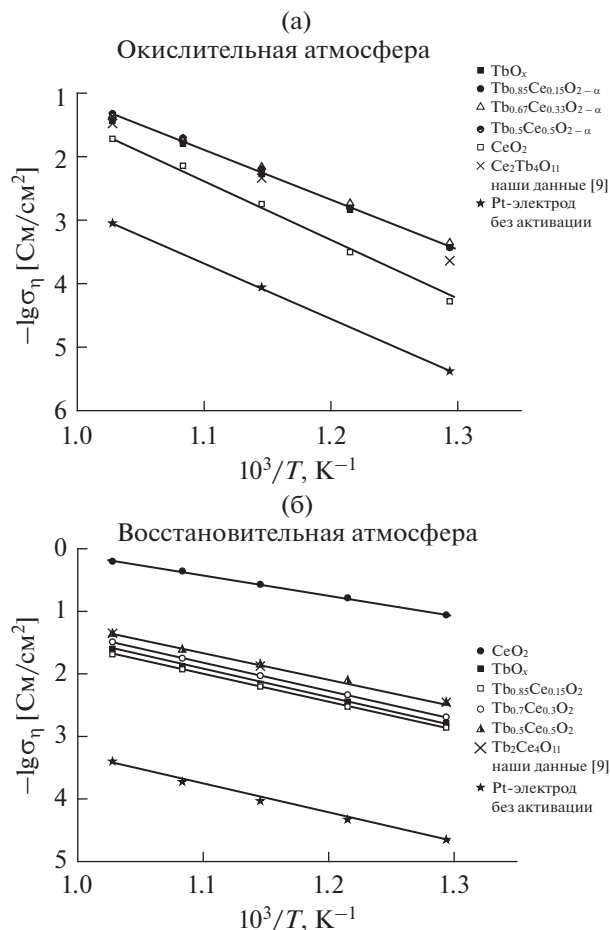 (а)
Окислительная атмосфера
1
2
3
4
5
6
−lgσ_η [См/см²]
1.0 1.1 1.2 1.3
10³/T, K⁻¹
TbOₓ
Tb₀.₈₅Ce₀.₁₅O₂₋α
Tb₀.₆₇Ce₀.₃₃O₂₋α
Tb₀.₅Ce₀.₅O₂₋α
CeO₂
Ce₂Tb₄O₁₁
наши данные [9]
Pt-электрод
без активации
(б)
Восстановительная атмосфера
0
1
2
3
4
5
−lgσ_η [См/см²]
1.0 1.1 1.2 1.3
10³/T, K⁻¹
CeO₂
TbOₓ
Tb₀.₈₅Ce₀.₁₅O₂
Tb₀.₇Ce₀.₃O₂
Tb₀.₅Ce₀.₅O₂
Tb₂Ce₄O₁₁
наши данные [9]
Pt-электрод
без активации